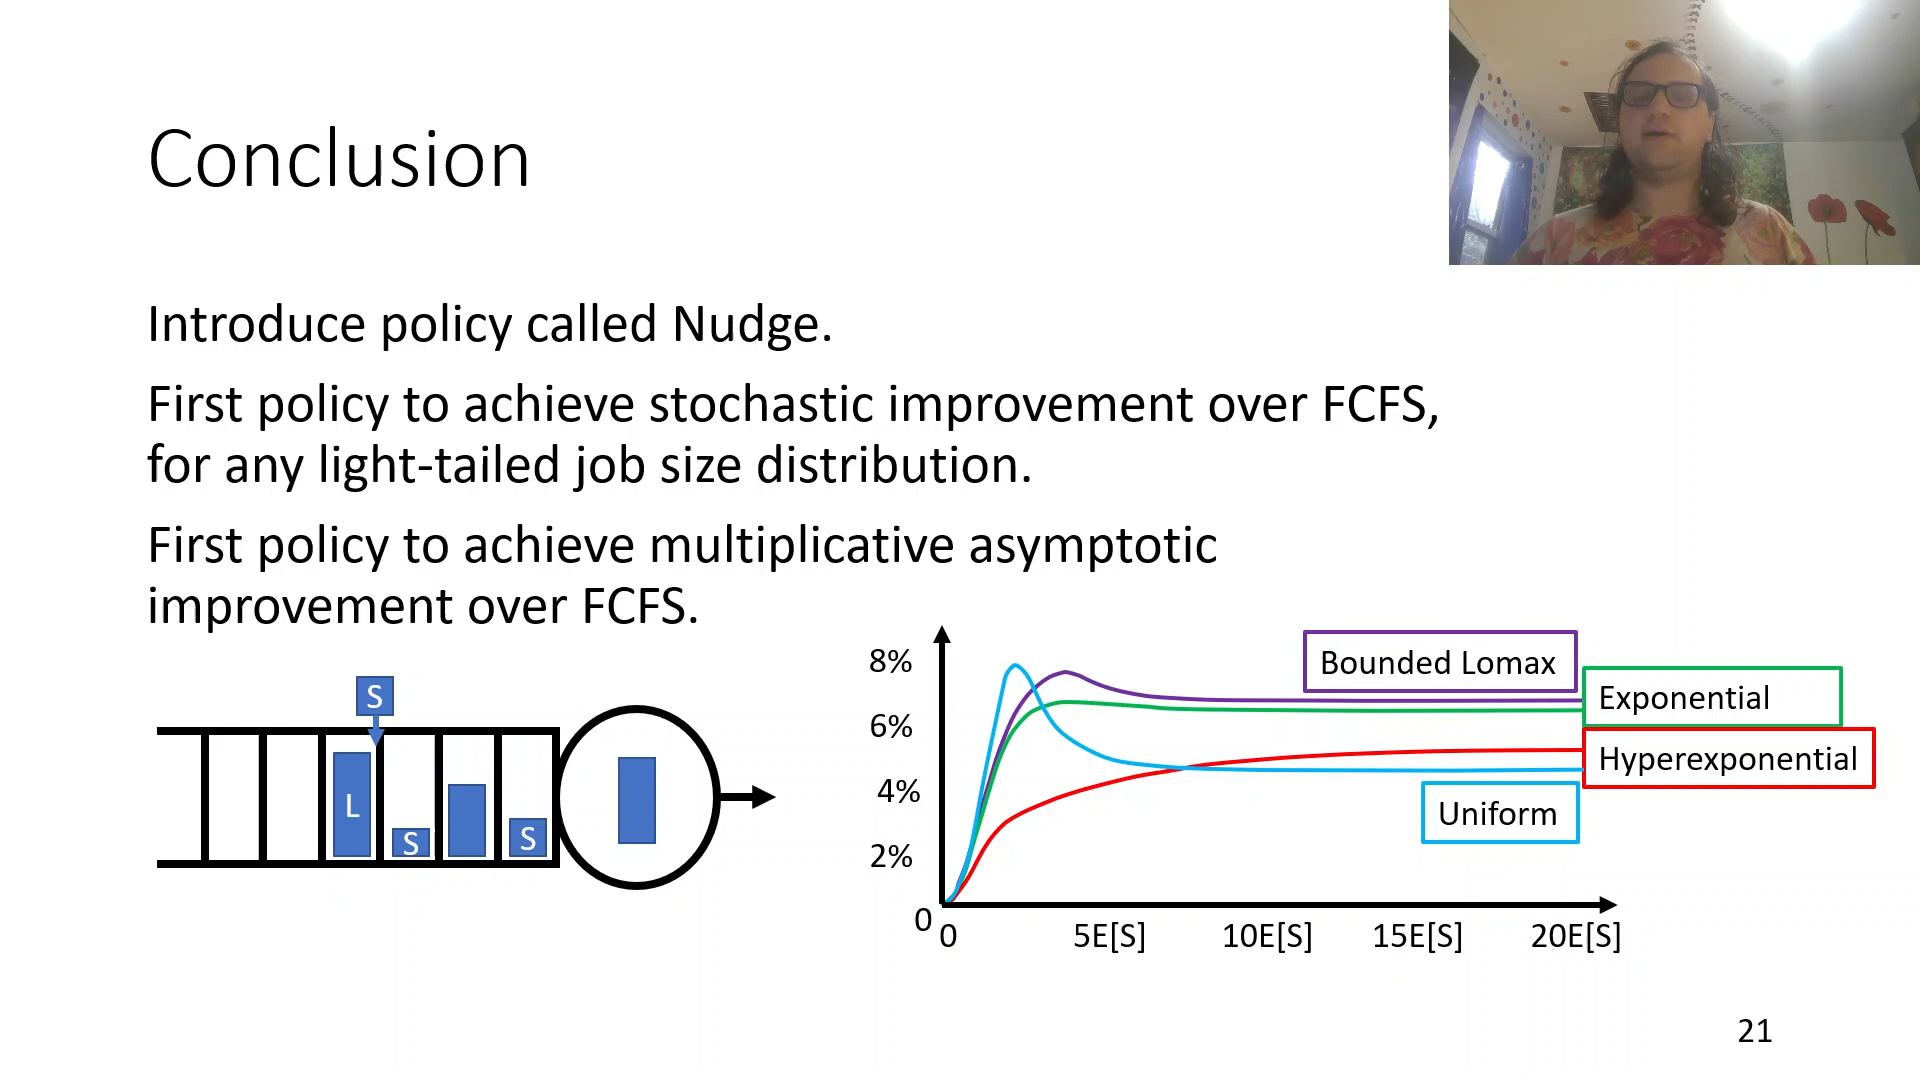 Conclusion
Introduce policy called Nudge.
First policy to achieve stochastic improvement over FCFS,
for any light-tailed job size distribution.
First policy to achieve multiplicative asymptotic
improvement over FCFS.
S
L
S
S
8%
6%
4%
2%
0
0
5E[S]
10E[S]
15E[S]
20E[S]
Bounded Lomax
Exponential
Hyperexponential
Uniform
21